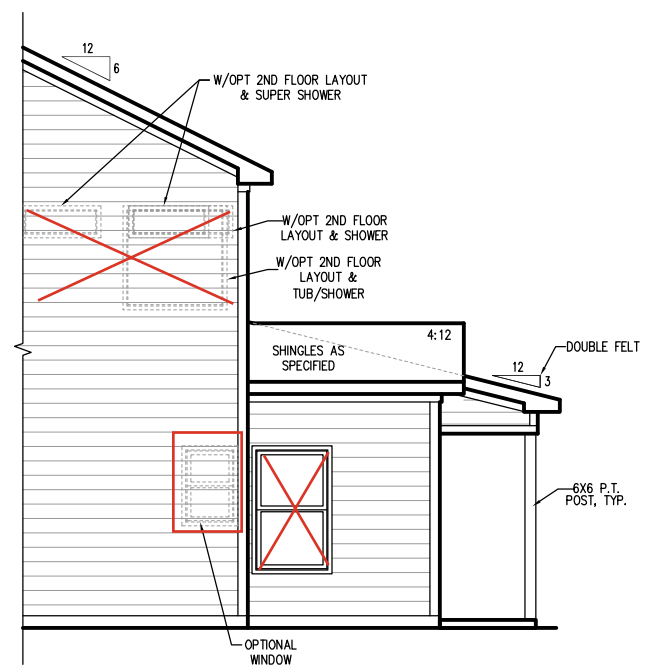 12
6
W/OPT 2ND FLOOR LAYOUT
& SUPER SHOWER
W/OPT 2ND FLOOR
LAYOUT & SHOWER
W/OPT 2ND FLOOR
LAYOUT &
TUB/SHOWER
4:12
SHINGLES AS
SPECIFIED
DOUBLE FELT
12
3
6X6 P.T.
POST, TYP.
OPTIONAL
WINDOW